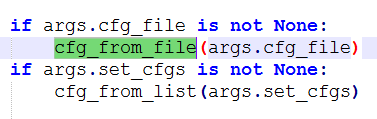 if args.cfg_file is not None:
    cfg_from_file(args.cfg_file)
if args.set_cfgs is not None:
    cfg_from_list(args.set_cfgs)